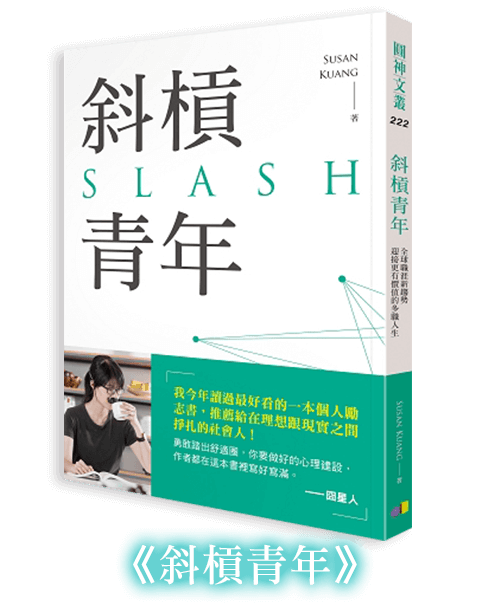 SUSAN
KUANG
著
斜槓
SLASH
青年
我今年讀過最好看的一本個人勵
志書，推薦給在理想跟現實之間
掙扎的社會人！
勇敢踏出舒適圈，你要做好的心理建設，
作者都在這本書裡寫好寫滿。
——囧星人
圓神文叢
222
斜槓青年
全球職涯新趨勢
迎接更有價值的多職人生
SUSAN KUANG
著
《斜槓青年》